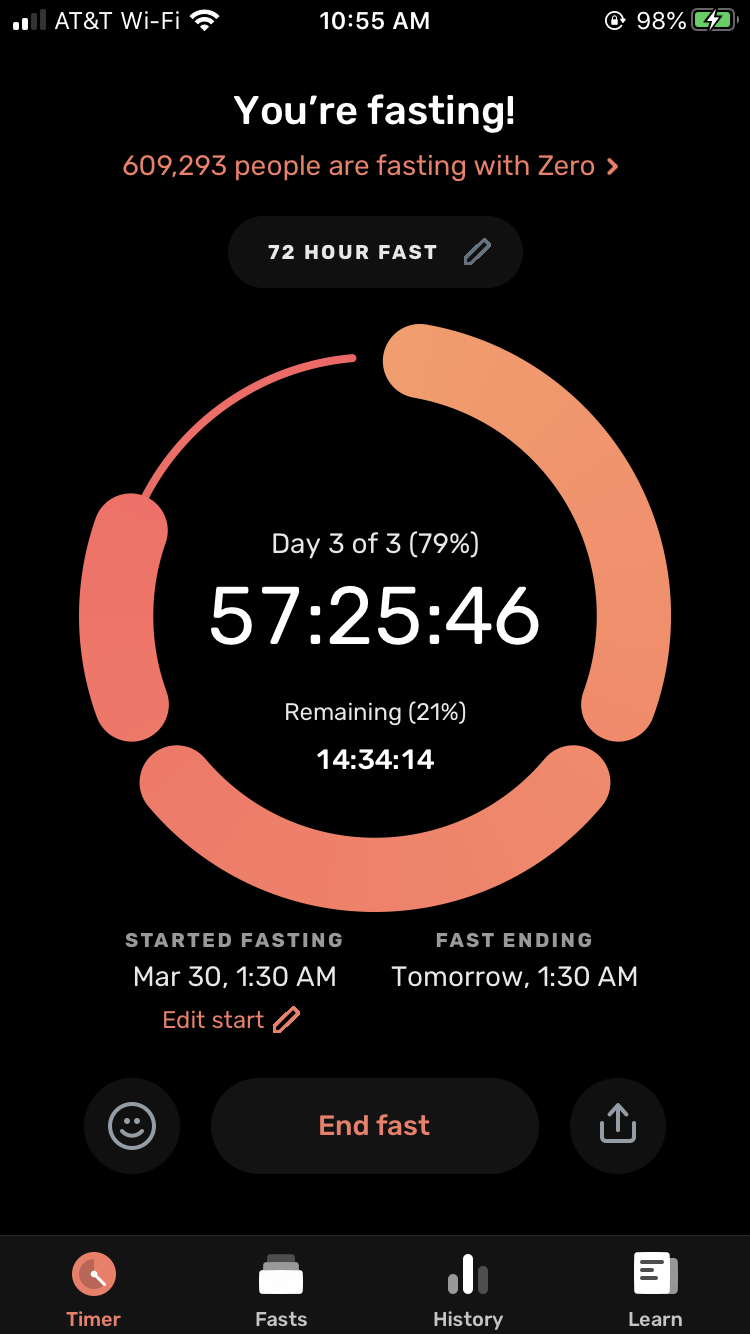 AT&T Wi-Fi 10:55 AM 98%
You're fasting!
609,293 people are fasting with Zero >
72 HOUR FAST
Day 3 of 3 (79%)
57:25:46
Remaining (21%)
14:34:14
STARTED FASTING FAST ENDING
Mar 30, 1:30 AM Tomorrow, 1:30 AM
Edit start
End fast
Timer Fasts History Learn